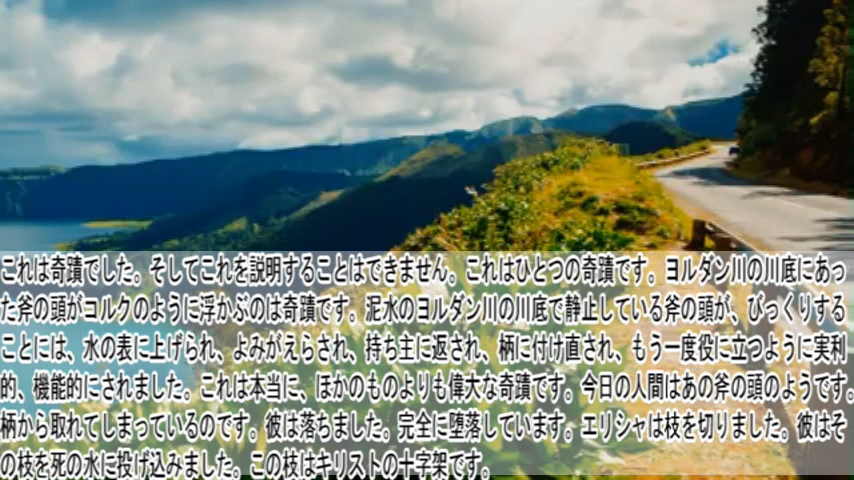 これは奇蹟でした。そしてこれを説明することはできません。これはひとつの奇蹟です。ヨルダン川の川底にあっ
た斧の頭がコルクのように浮かぶのは奇蹟です。泥水のヨルダン川の川底で静止している斧の頭が、びっくりする
ことには、水の表に上げられ、よみがえらされ、持ち主に返され、柄に付け直され、もう一度役に立つように実利
的、機能的にされました。これは本当に、ほかのものよりも偉大な奇蹟です。今日の人間はあの斧の頭のようです。
柄から取れてしまっているのです。彼は落ちました。完全に堕落しています。エリシャは枝を切りました。彼はそ
の枝を死の水に投げ込みました。この枝はキリストの十字架です。